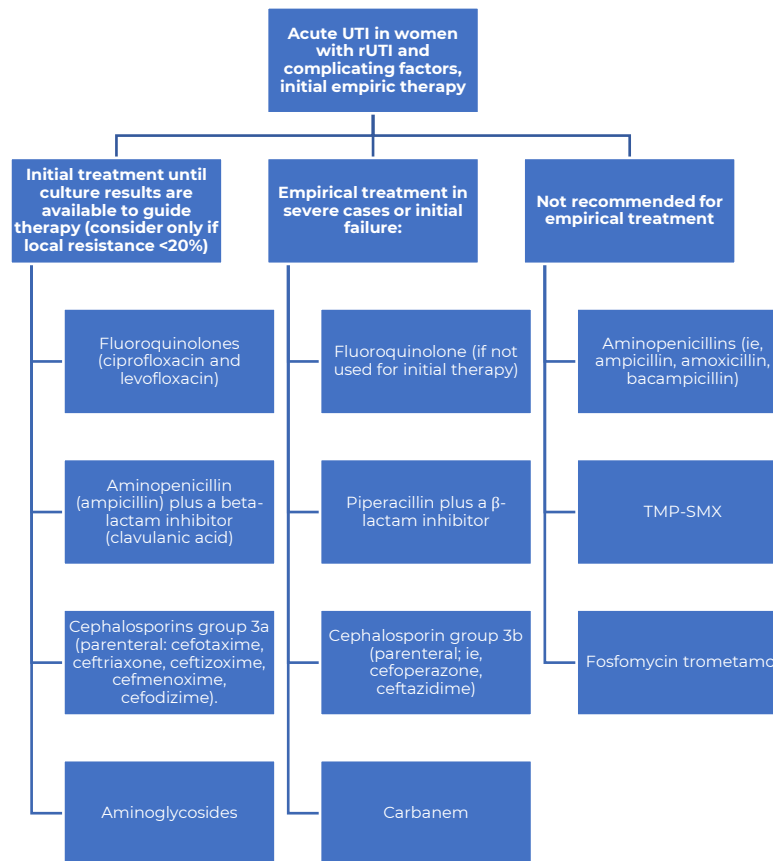 Acute UTI in women
with rUTI and
complicating factors,
initial empiric therapy
Initial treatment until
culture results are
available to guide
therapy (consider only if
local resistance <20%)
Fluoroquinolones
(ciprofloxacin and
levofloxacin)
Aminopenicillin
(ampicillin) plus a beta-
lactam inhibitor
(clavulanic acid)
Cephalosporins group 3a
(parenteral: cefotaxime,
ceftriaxone, ceftizoxime,
cefmenoxime,
cefodizime).
Aminoglycosides
Empirical treatment in
severe cases or initial
failure:
Fluoroquinolone (if not
used for initial therapy)
Piperacillin plus a β-
lactam inhibitor
Cephalosporin group 3b
(parenteral; ie,
cefoperazone,
ceftazidime)
Carbanem
Not recommended for
empirical treatment
Aminopenicillins (ie,
ampicillin, amoxicillin,
bacampicillin)
TMP-SMX
Fosfomycin trometamo